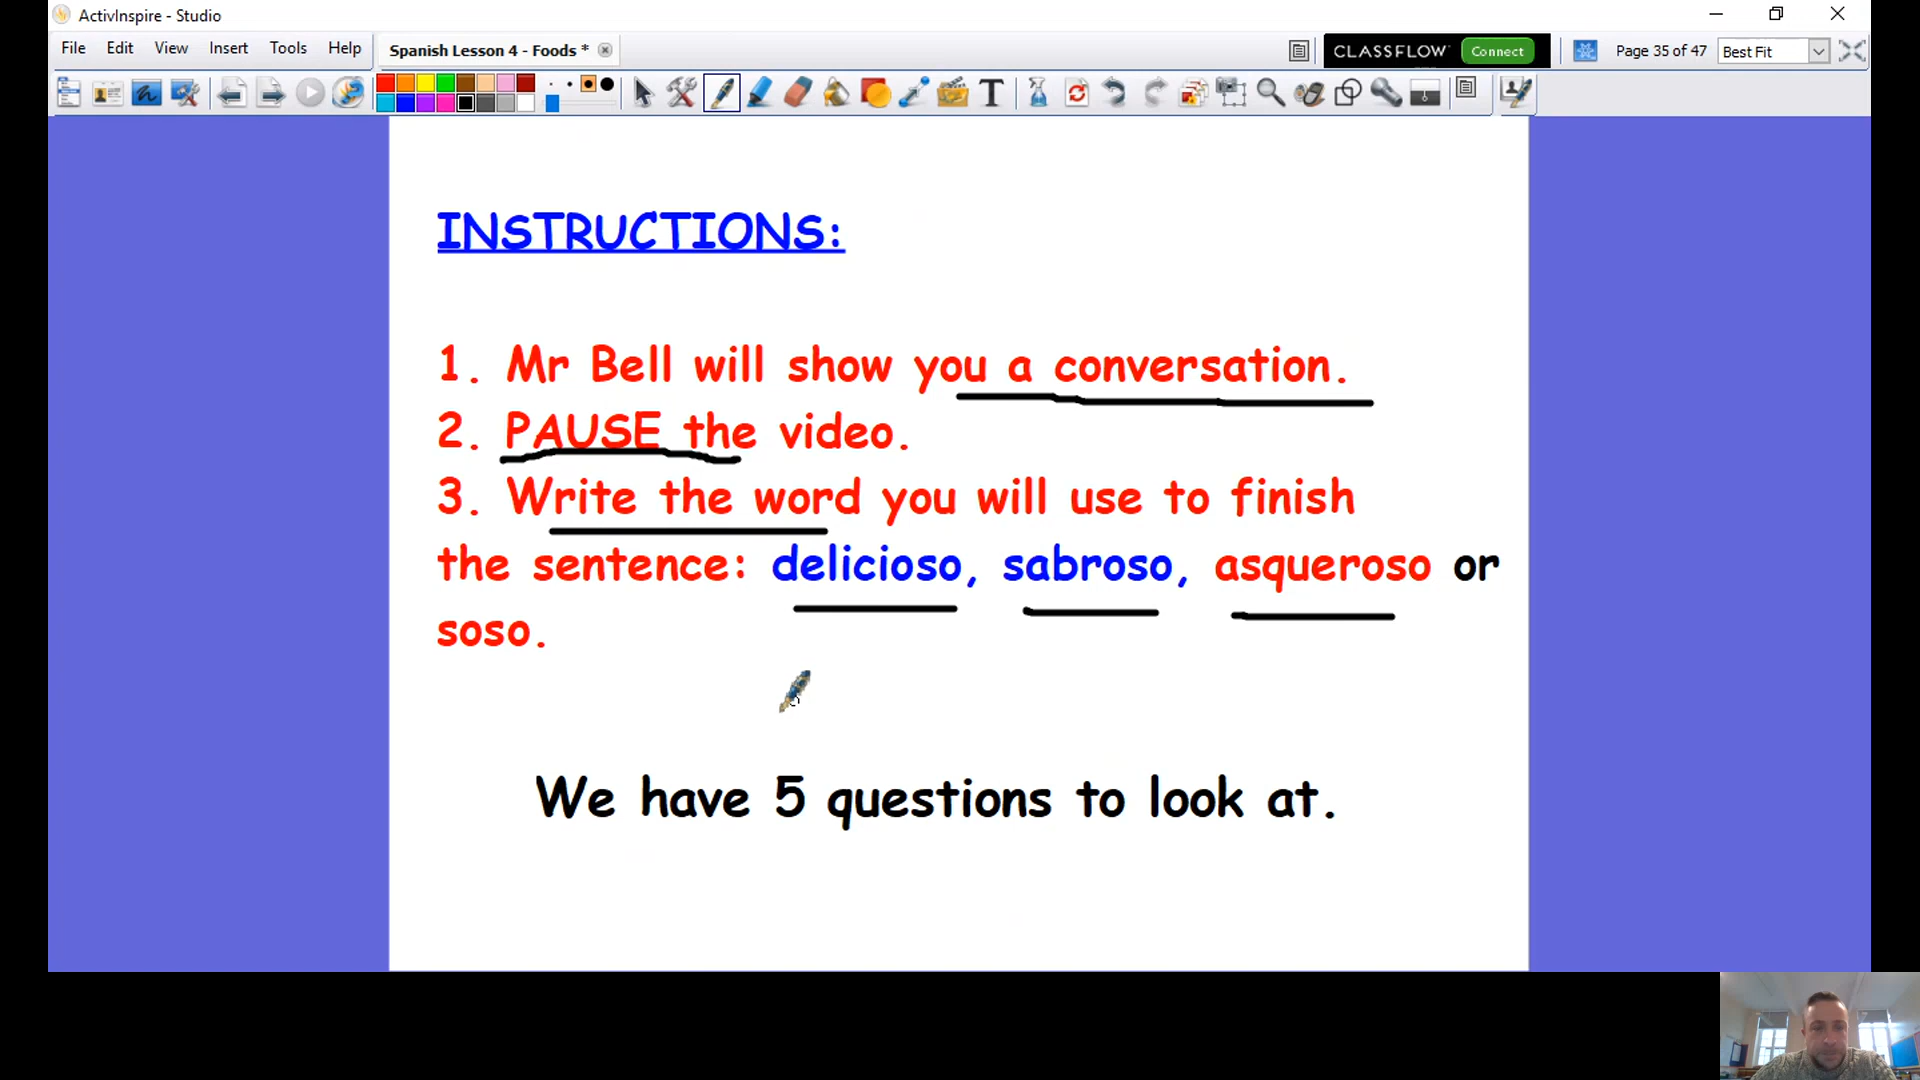 ActivInspire - Studio
File Edit View Insert Tools Help
Spanish Lesson 4 - Foods *
CLASSFLOW Connect
Page 35 of 47 Best Fit
INSTRUCTIONS:
1. Mr Bell will show you a conversation.
2. PAUSE the video.
3. Write the word you will use to finish
the sentence: delicioso, sabroso, asqueroso or
soso.
We have 5 questions to look at.